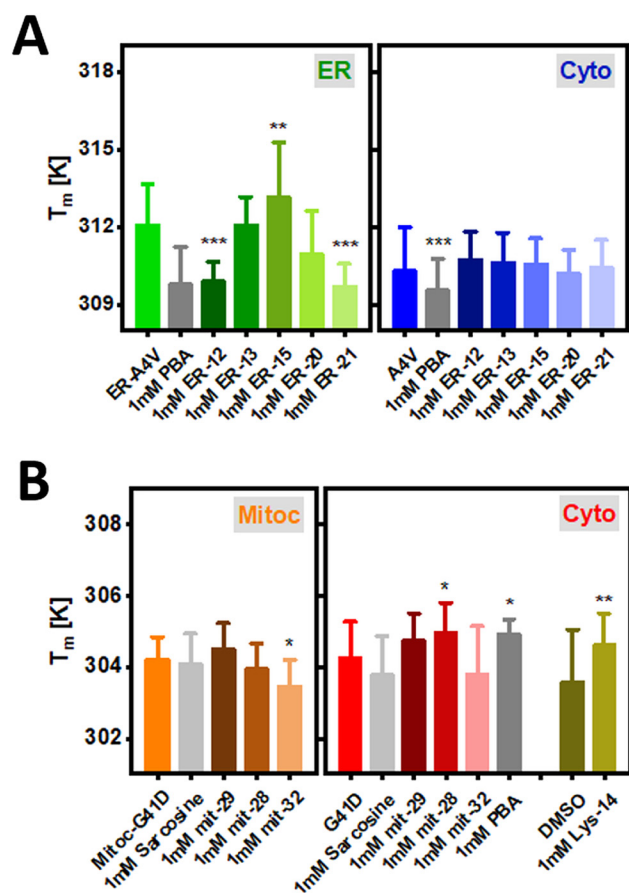 A
ER
Cyto
318
315
312
309
Tm [K]
**
***
***
***
ER-A4V
1mM PBA
1mM ER-12
1mM ER-13
1mM ER-15
1mM ER-20
1mM ER-21
A4V
1mM PBA
1mM ER-12
1mM ER-13
1mM ER-15
1mM ER-20
1mM ER-21
B
Mitoc
Cyto
308
306
304
302
Tm [K]
*
*
*
**
Mitoc-G41D
1mM Sarcosine
1mM mit-29
1mM mit-28
1mM mit-32
G41D
1mM Sarcosine
1mM mit-29
1mM mit-28
1mM mit-32
1mM PBA
DMSO
1mM Lys-14